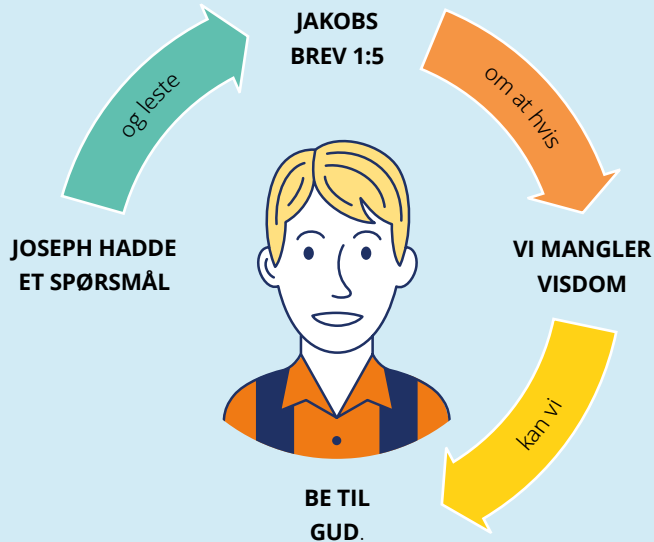 JOSEPH HADDE
ET SPØRSMÅL
og leste
JAKOBS
BREV 1:5
om at hvis
VI MANGLER
VISDOM
kan vi
BE TIL
GUD.